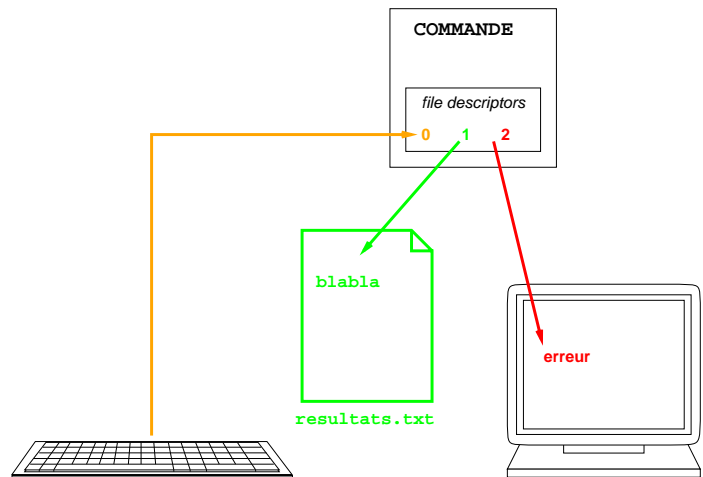 COMMANDE
file descriptors
0 1 2
blabla
erreur
resultats.txt